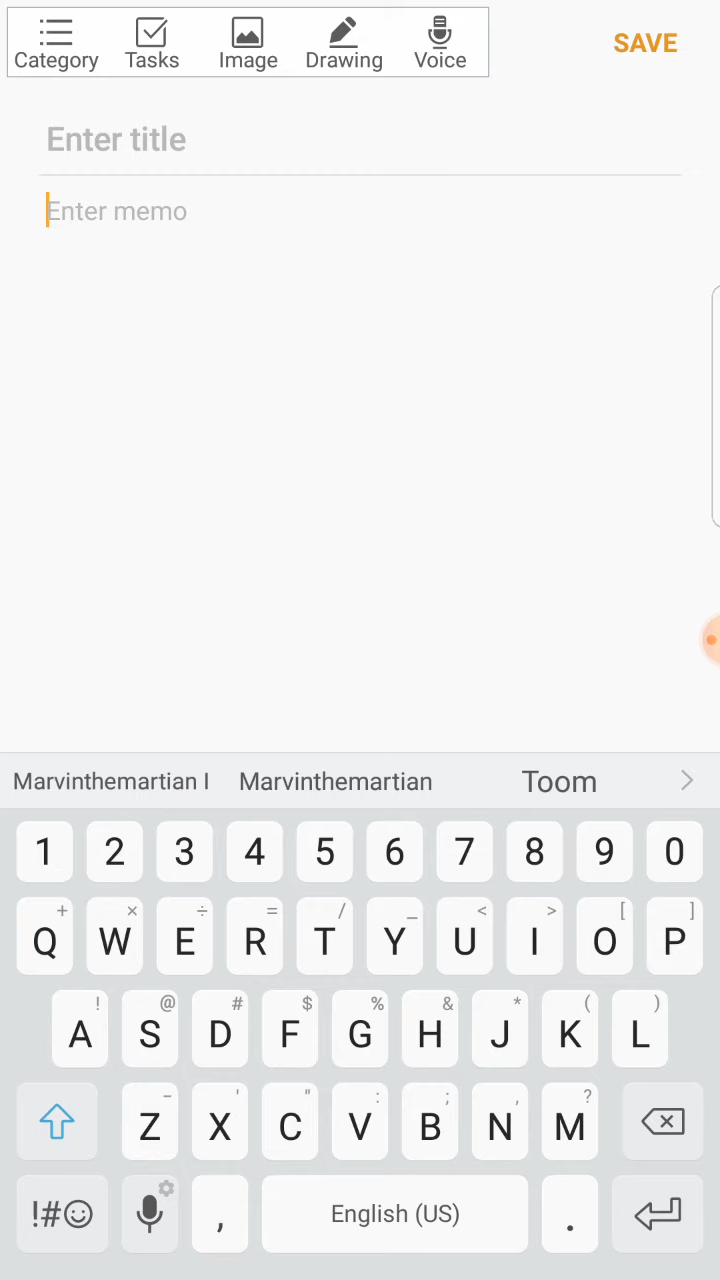 Category Tasks Image Drawing Voice SAVE
Enter title
Enter memo
Marvinthemartian I Marvinthemartian Toom >
1 2 3 4 5 6 7 8 9 0
+ × ÷ = / _ < > [ ]
Q W E R T Y U I O P
! @ # $ % & * ( )
A S D F G H J K L
- ' " : ; , ?
Z X C V B N M
!#☺ , English (US) .